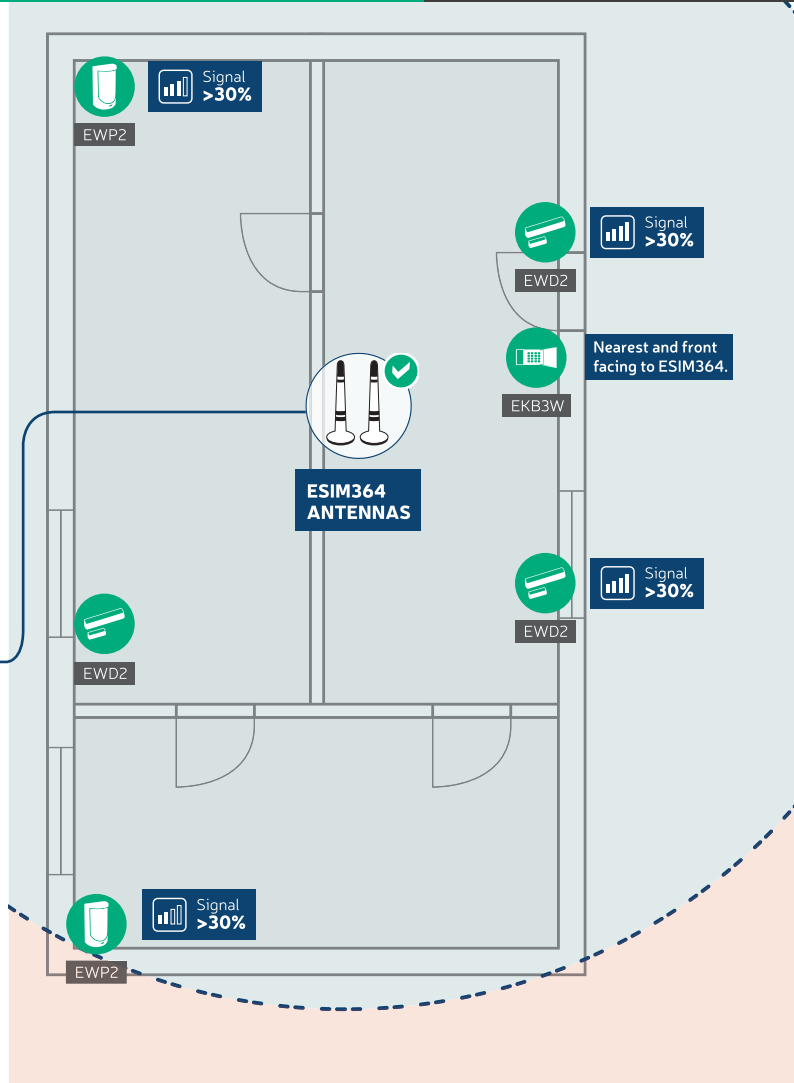 Signal
>30%
EWP2
Signal
>30%
EWD2
Nearest and front
facing to ESIM364.
EKB3W
ESIM364
ANTENNAS
Signal
>30%
EWD2
EWD2
Signal
>30%
EWP2